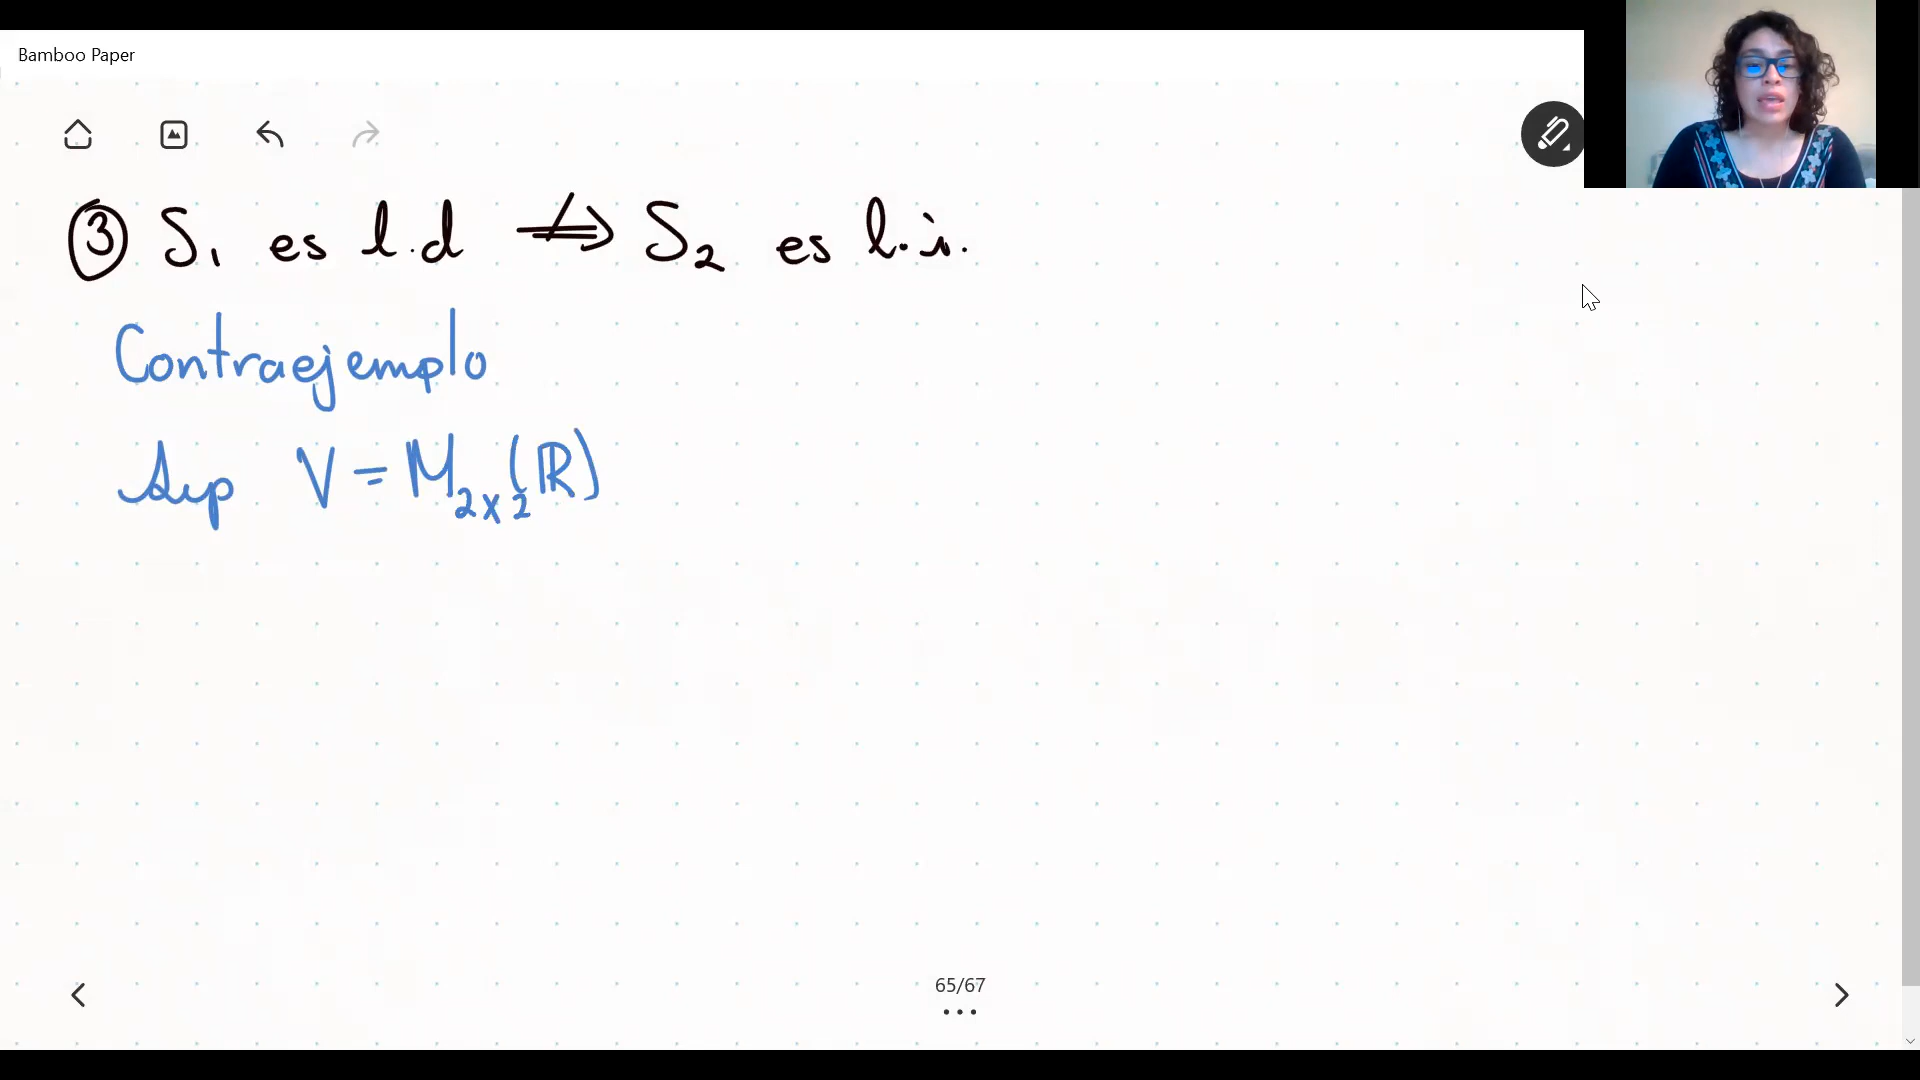 Bamboo Paper
③ S₁ es l.d ⇏ S₂ es l.i.
Contraejemplo
Sup V = M₂ₓ₂(ℝ)
65/67